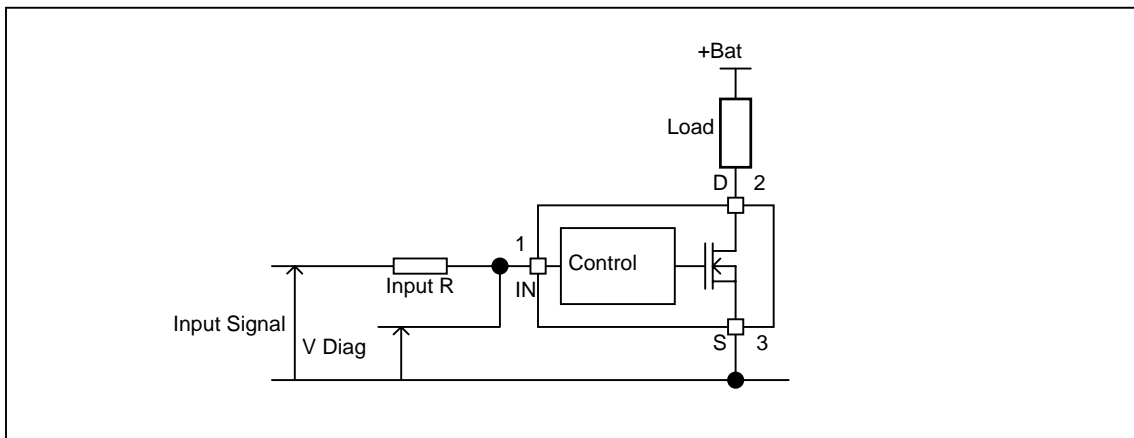 +Bat
Load
D 2
1
Control
Input R
IN
Input Signal
V Diag
S 3